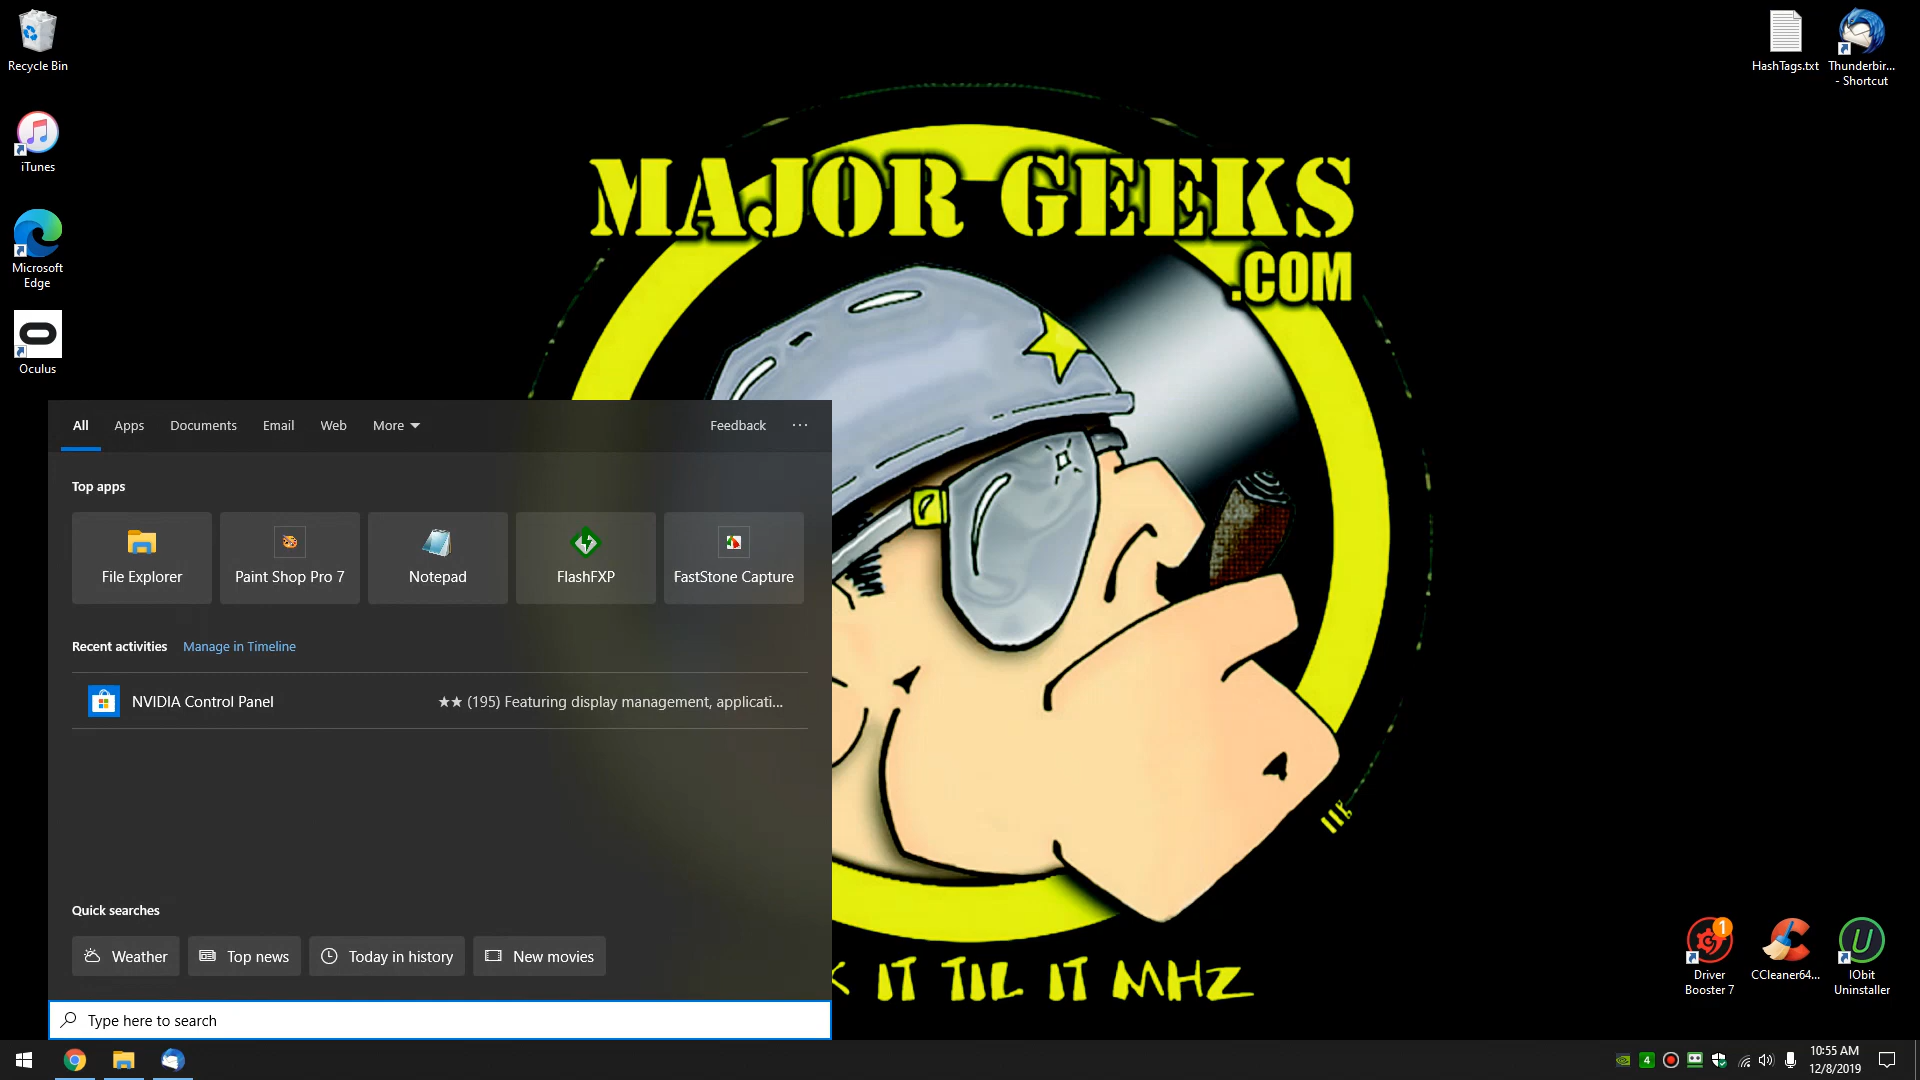 Recycle Bin
HashTags.txt
Thunderbir...
- Shortcut
iTunes
MAJOR GEEKS
.COM
Microsoft
Edge
Oculus
All Apps Documents Email Web More Feedback ...
Top apps
File Explorer
Paint Shop Pro 7
Notepad
FlashFXP
FastStone Capture
Recent activities Manage in Timeline
NVIDIA Control Panel ★★ (195) Featuring display management, applicati...
Quick searches
Weather
Top news
Today in history
New movies
IT TIL IT MHZ
1
Driver
Booster 7
CCleaner64...
IObit
Uninstaller
Type here to search
4
10:55 AM
12/8/2019